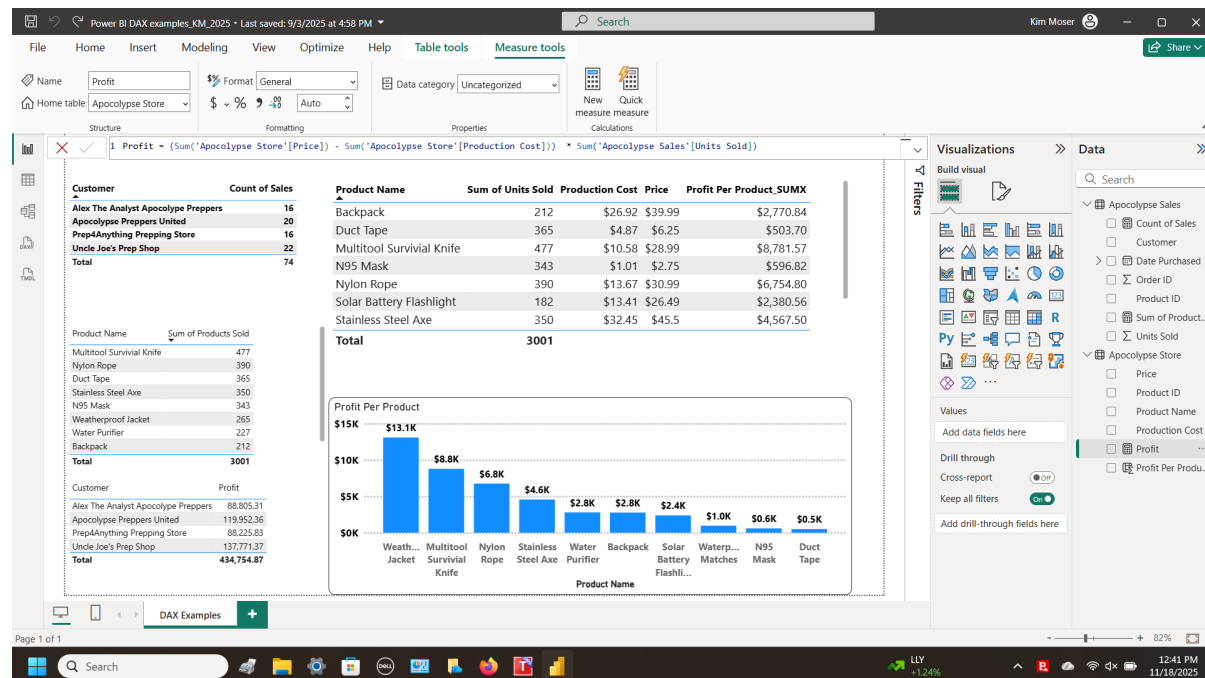 Power BI DAX examples_KM_2025 • Last saved: 9/3/2025 at 4:58 PM
Search
Kim Moser
File Home Insert Modeling View Optimize Help Table tools Measure tools
Share
Name Profit
Home table Apocolypse Store
Structure
$% Format General
$ % 9 .00 Auto
Formatting
Data category Uncategorized
Properties
New measure
Quick measure
Calculations
1 Profit = (Sum('Apocolypse Store'[Price]) - Sum('Apocolypse Store'[Production Cost])) * Sum('Apocolypse Sales'[Units Sold])
Customer Count of Sales
Alex The Analyst Apocolype Preppers 16
Apocolypse Preppers United 20
Prep4Anything Prepping Store 16
Uncle Joe's Prep Shop 22
Total 74
Product Name Sum of Products Sold
Multitool Survivial Knife 477
Nylon Rope 390
Duct Tape 365
Stainless Steel Axe 350
N95 Mask 343
Weatherproof Jacket 265
Water Purifier 227
Backpack 212
Total 3001
Customer Profit
Alex The Analyst Apocolypse Preppers 88,805.31
Apocolypse Preppers United 119,952.36
Prep4Anything Prepping Store 88,225.83
Uncle Joe's Prep Shop 137,771.37
Total 434,754.87
Product Name Sum of Units Sold Production Cost Price Profit Per Product_SUMX
Backpack 212 $26.92 $39.99 $2,770.84
Duct Tape 365 $4.87 $6.25 $503.70
Multitool Survivial Knife 477 $10.58 $28.99 $8,781.57
N95 Mask 343 $1.01 $2.75 $596.82
Nylon Rope 390 $13.67 $30.99 $6,754.80
Solar Battery Flashlight 182 $13.41 $26.49 $2,380.56
Stainless Steel Axe 350 $32.45 $45.5 $4,567.50
Total 3001
Profit Per Product
$15K
$10K
$5K
$0K
$13.1K $8.8K $6.8K $4.6K $2.8K $2.8K $2.4K $1.0K $0.6K $0.5K
Weath... Multitool Nylon Stainless Water Backpack Solar Waterp... N95 Duct
Jacket Survivial Rope Steel Axe Purifier Battery Matches Mask Tape
Knife Flashli...
Product Name
Filters
Visualizations
Build visual
R
Py
Values
Add data fields here
Drill through
Cross-report Off
Keep all filters On
Add drill-through fields here
Data
Search
Apocolypse Sales
Count of Sales
Customer
Date Purchased
Order ID
Product ID
Sum of Product...
Units Sold
Apocolypse Store
Price
Product ID
Product Name
Production Cost
Profit
Profit Per Produ...
DAX
TMDL
DAX Examples
Page 1 of 1
82%
Search
DELL
T
LLY
+1.24%
12:41 PM
11/18/2025